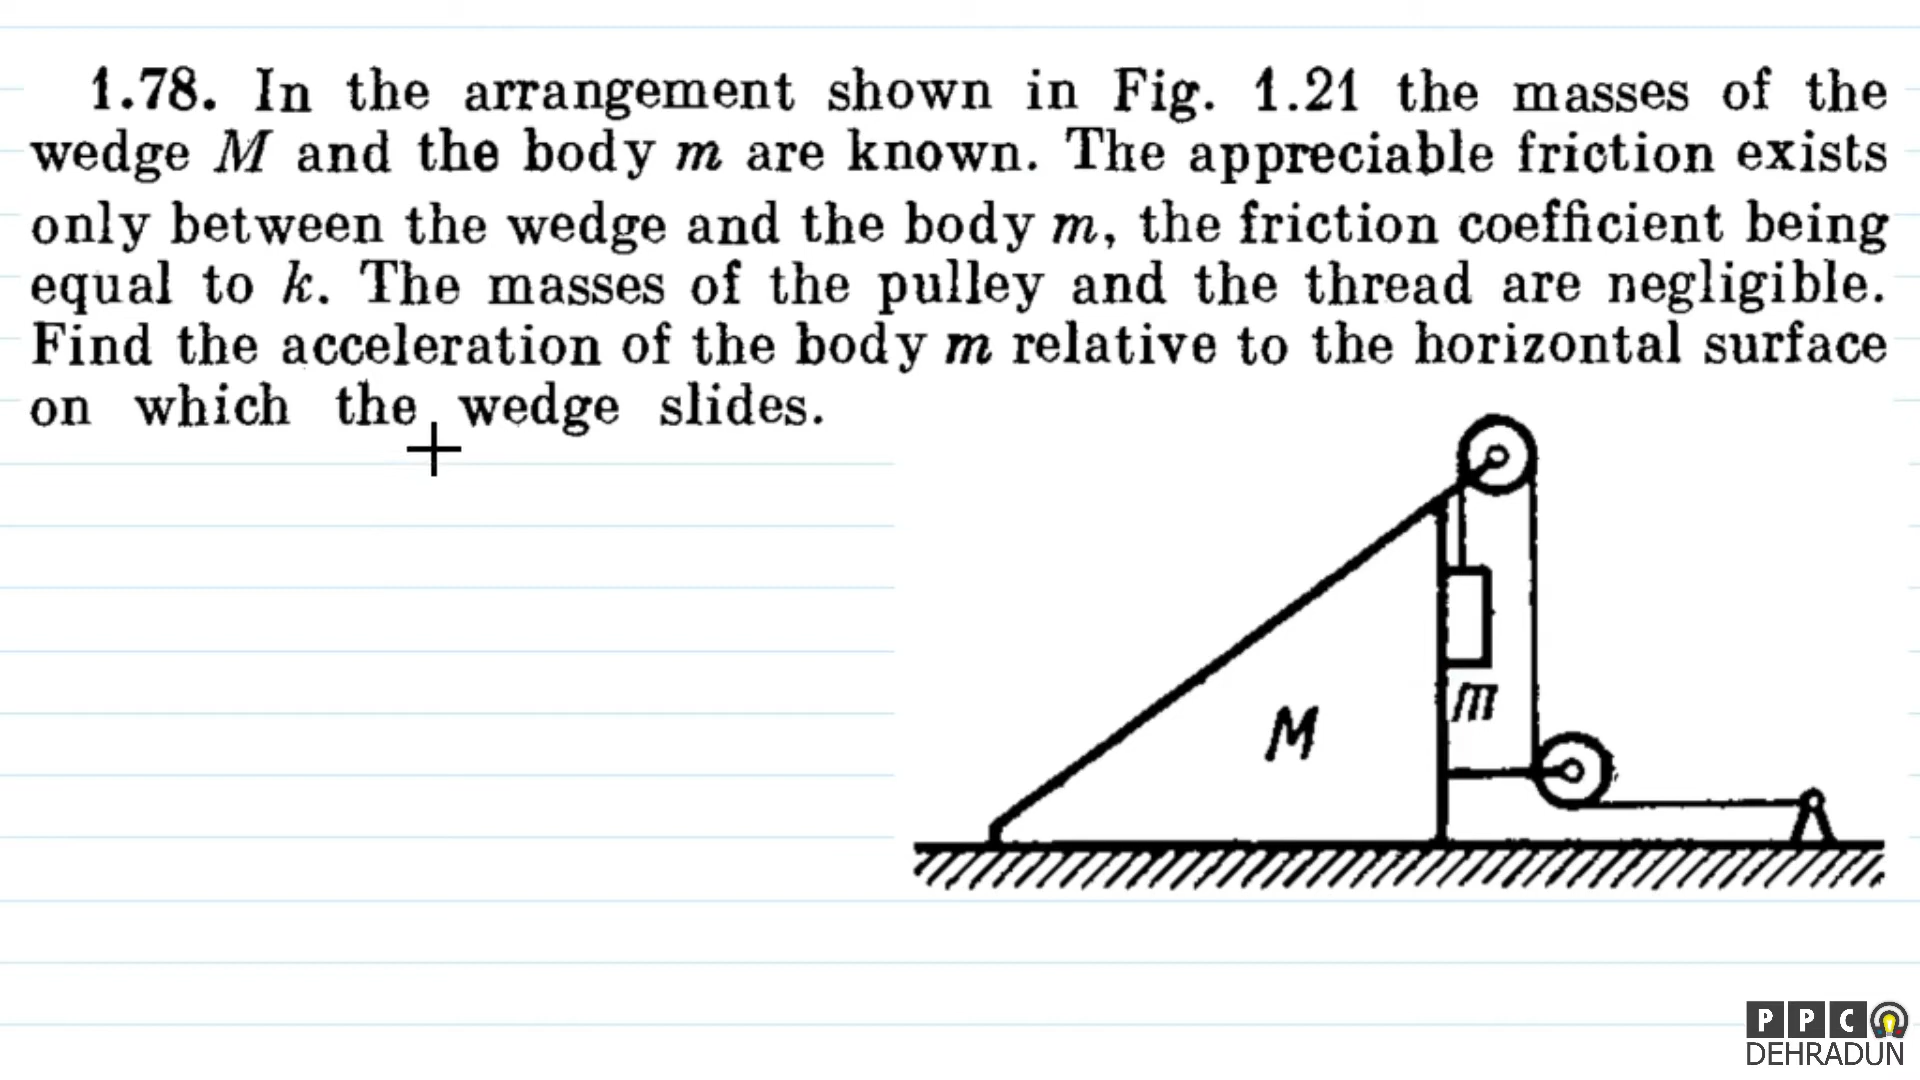 1.78. In the arrangement shown in Fig. 1.21 the masses of the
wedge M and the body m are known. The appreciable friction exists
only between the wedge and the body m, the friction coefficient being
equal to k. The masses of the pulley and the thread are negligible.
Find the acceleration of the body m relative to the horizontal surface
on which the wedge slides.
m
M
PPC
DEHRADUN